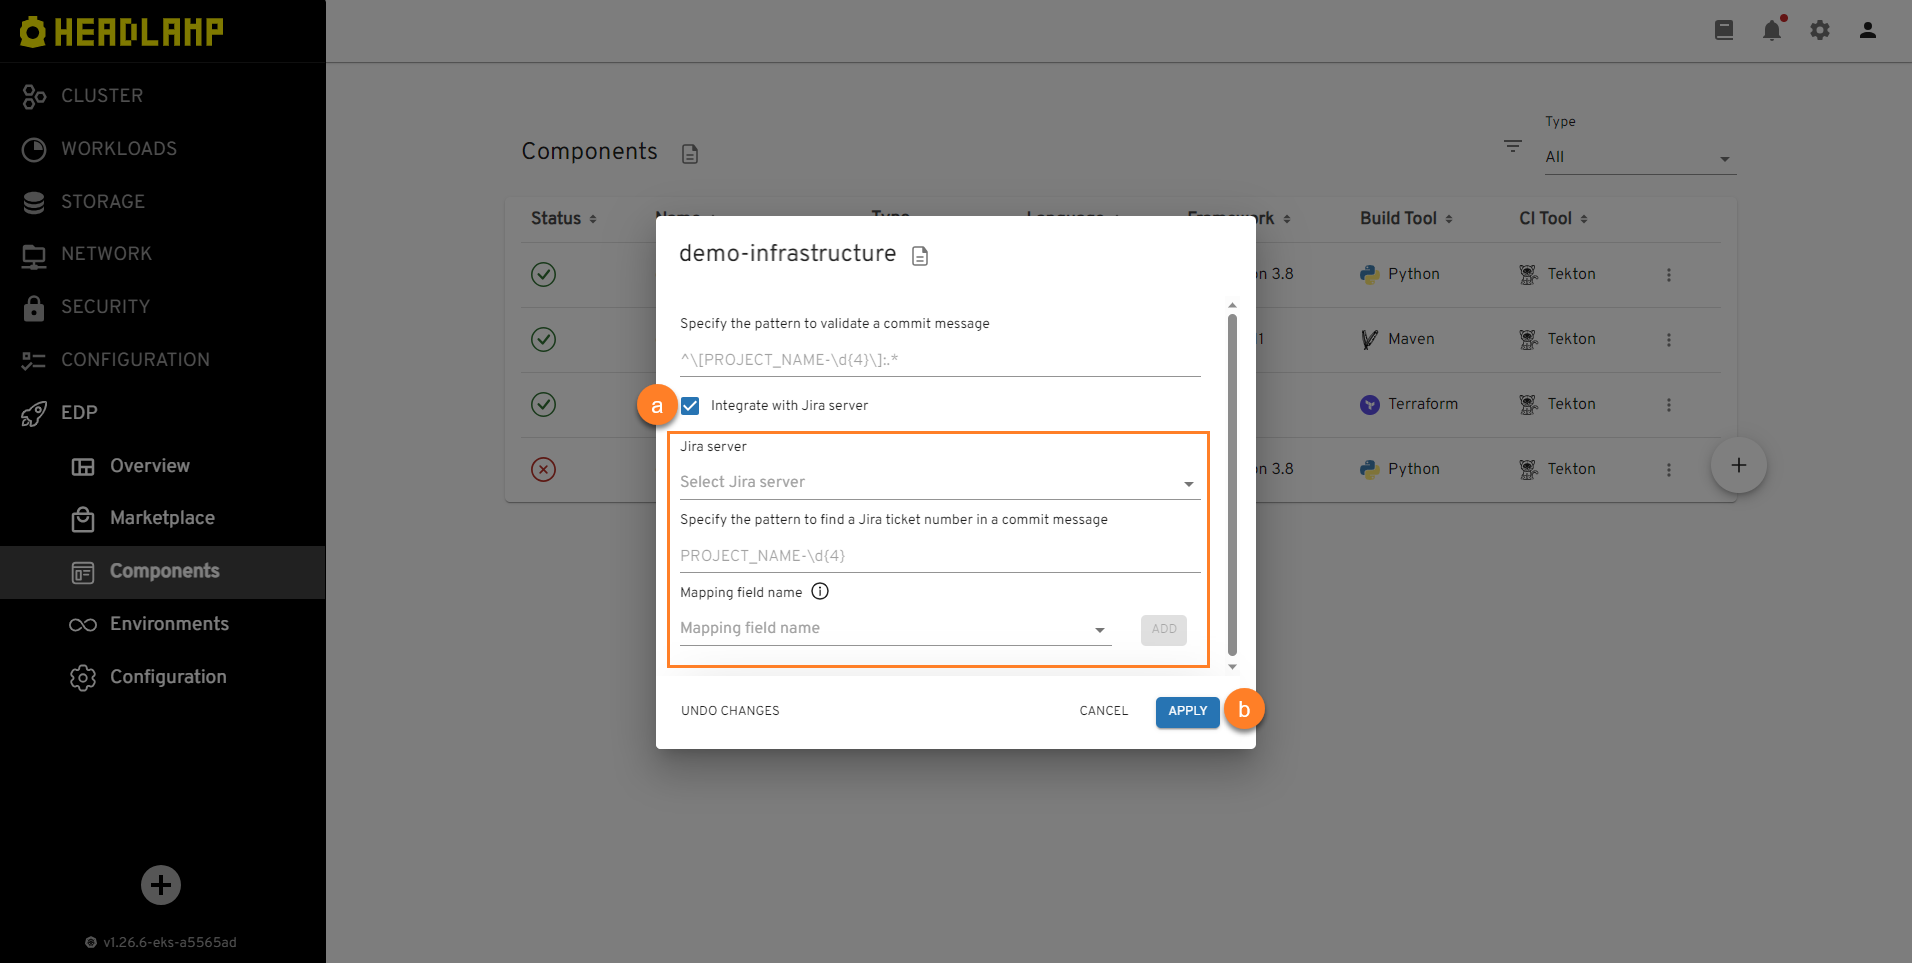 HEADLAMP
CLUSTER
WORKLOADS
STORAGE
NETWORK
SECURITY
CONFIGURATION
EDP
Overview
Marketplace
Components
Environments
Configuration
v1.26.6-eks-a5565ad
Components
Type
All
Status Name Type Language Framework Build Tool CI Tool
n 3.8 Python Tekton
Maven Tekton
Terraform Tekton
n 3.8 Python Tekton
demo-infrastructure
Specify the pattern to validate a commit message
^\[PROJECT_NAME-\d{4}\]:.*
a
Integrate with Jira server
Jira server
Select Jira server
Specify the pattern to find a Jira ticket number in a commit message
PROJECT_NAME-\d{4}
Mapping field name
Mapping field name
ADD
UNDO CHANGES
CANCEL
APPLY
b